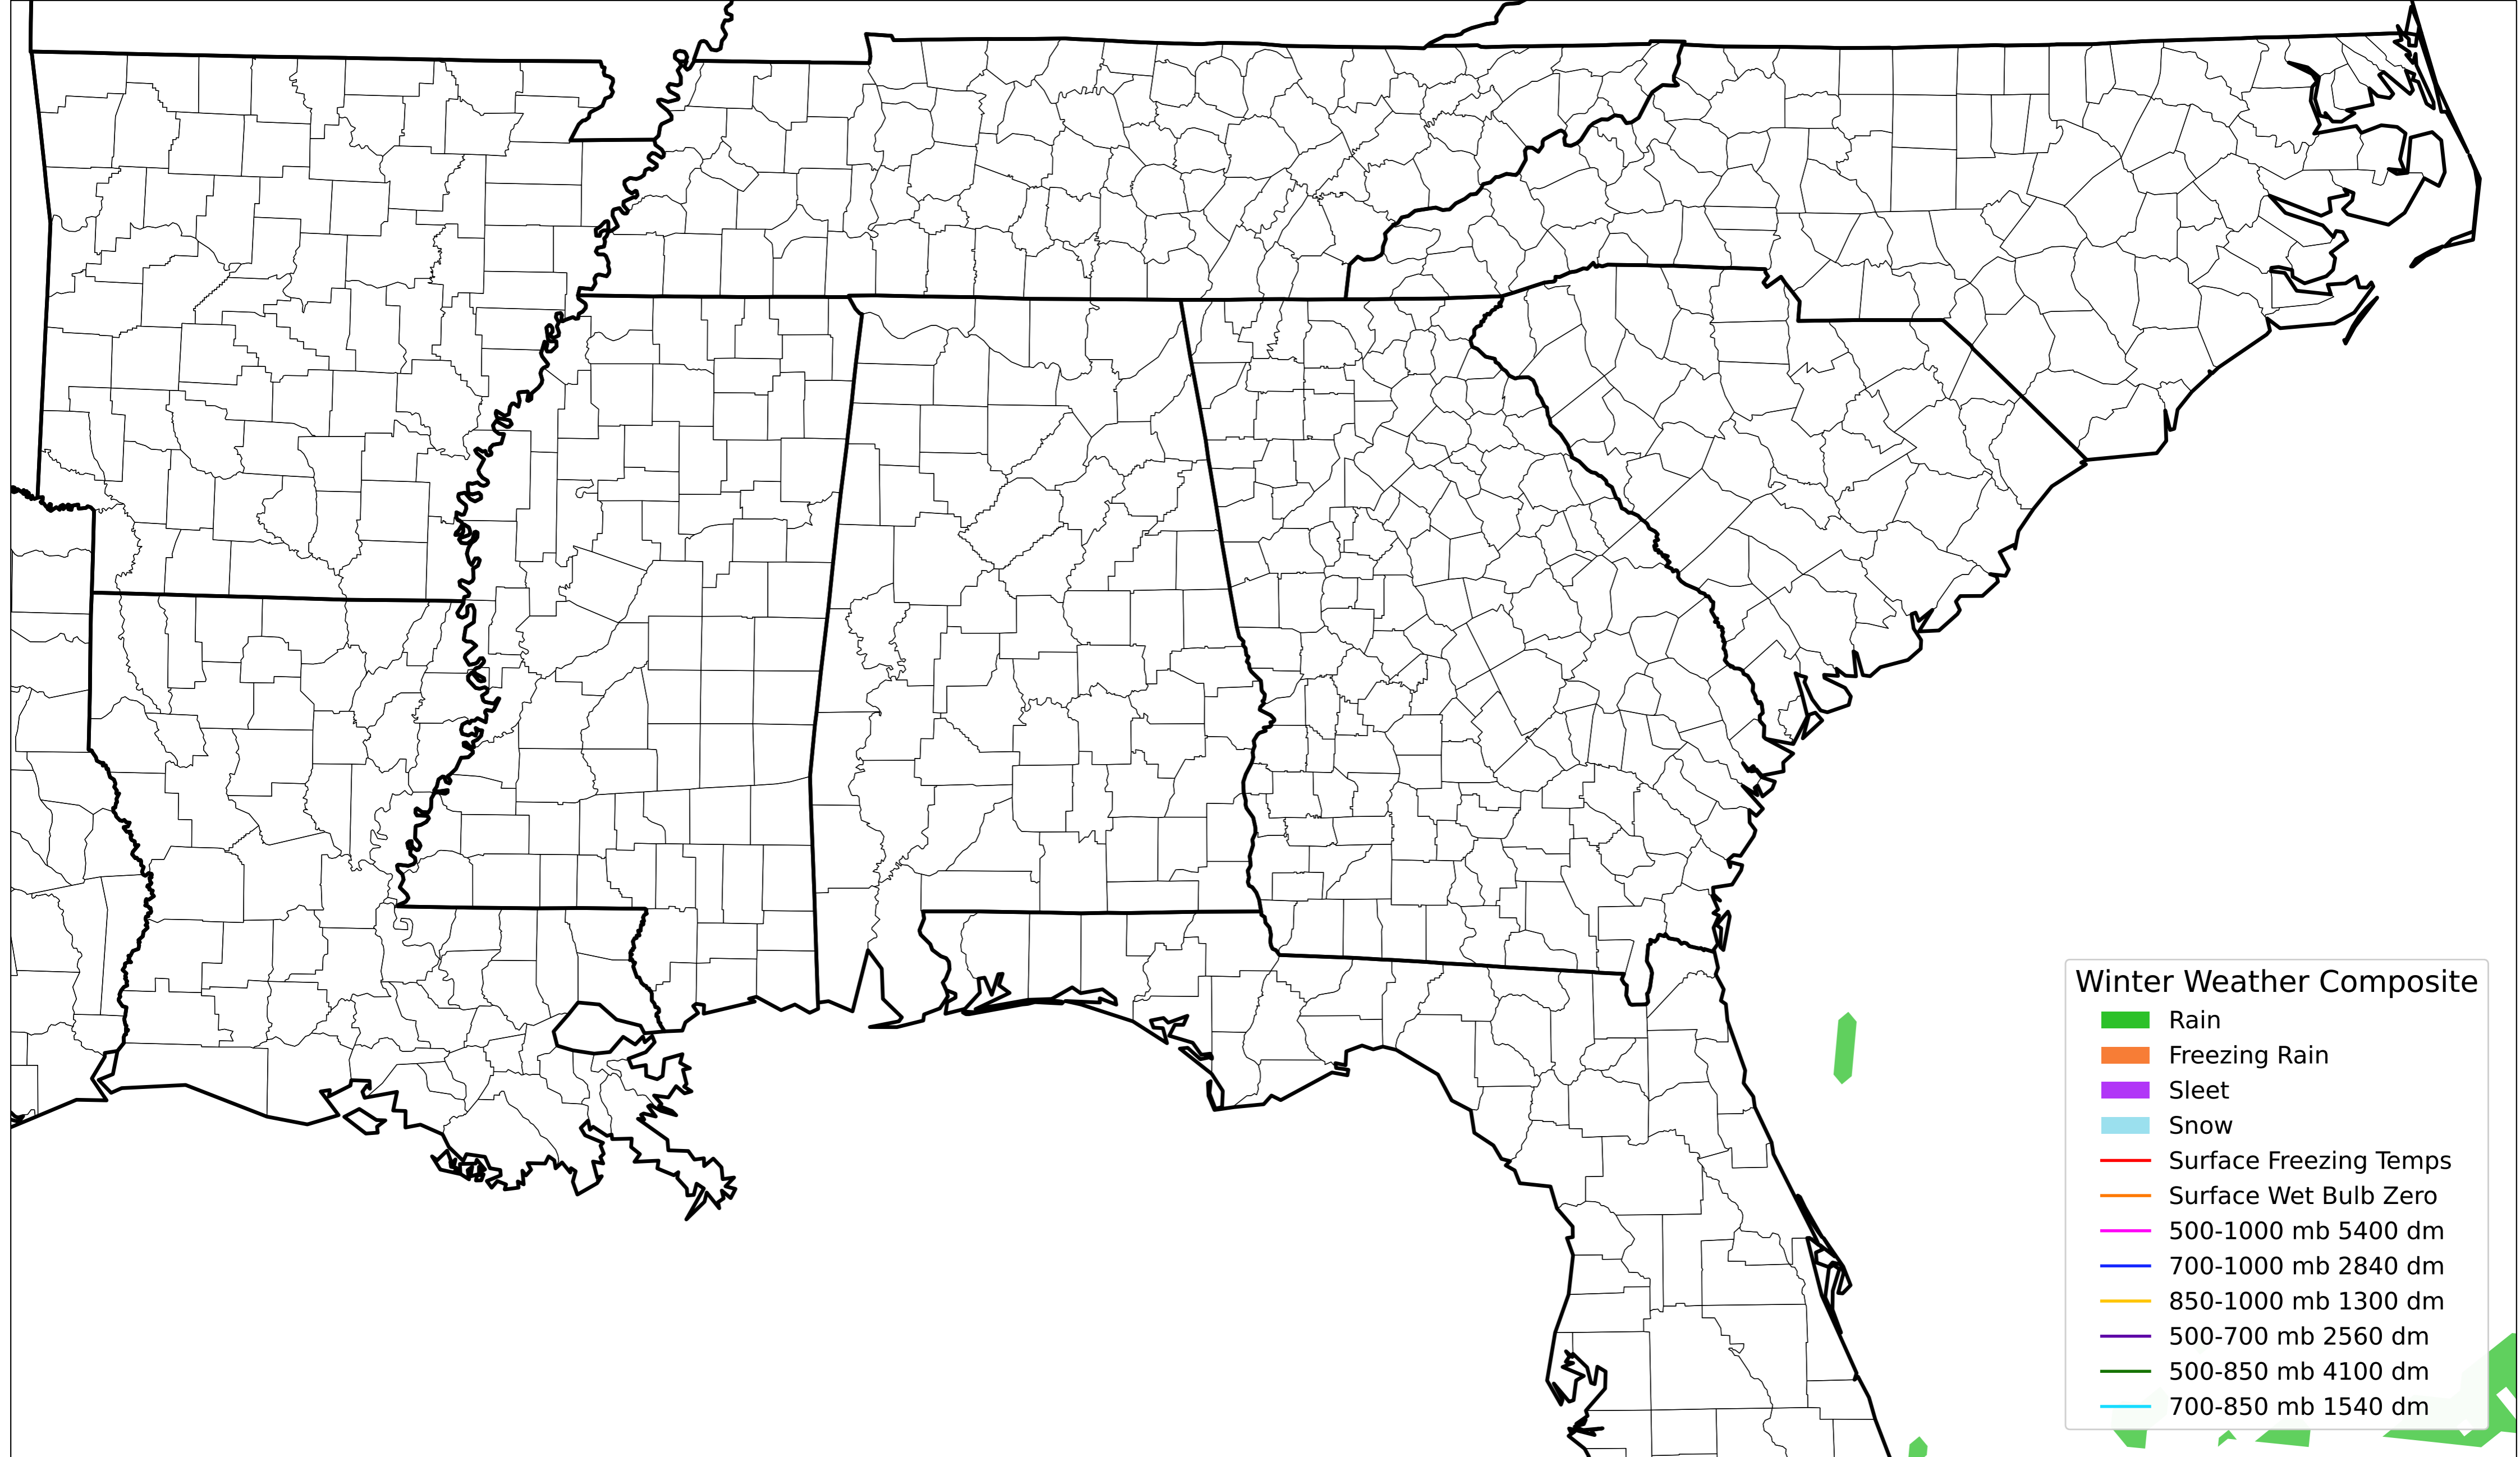 Winter Weather Composite
Rain
Freezing Rain
Sleet
Snow
Surface Freezing Temps
Surface Wet Bulb Zero
500-1000 mb 5400 dm
700-1000 mb 2840 dm
850-1000 mb 1300 dm
500-700 mb 2560 dm
500-850 mb 4100 dm
700-850 mb 1540 dm